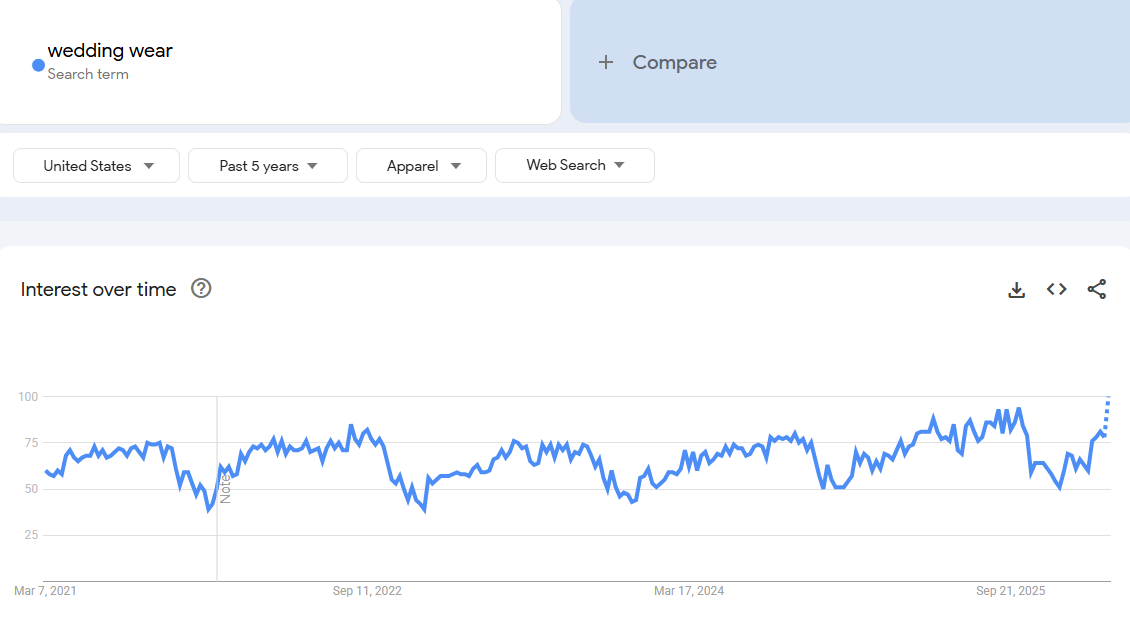 wedding wear
Search term
+ Compare
United States
Past 5 years
Apparel
Web Search
Interest over time
100
75
50
25
Note
Mar 7, 2021
Sep 11, 2022
Mar 17, 2024
Sep 21, 2025